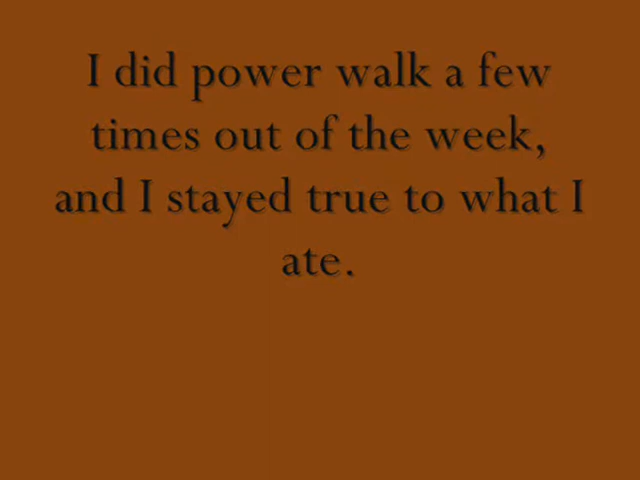 I did power walk a few
times out of the week,
and I stayed true to what I
ate.